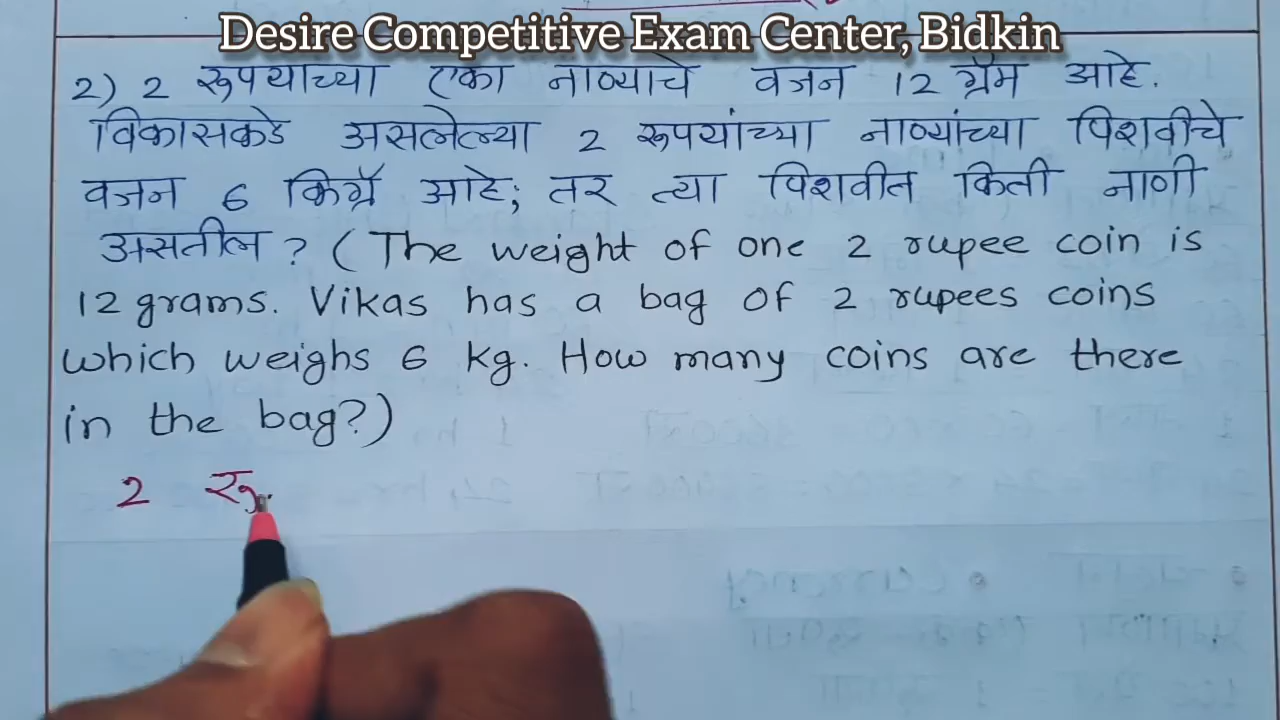 Desire Competitive Exam Center, Bidkin
2) 2 रूपयाच्या एका नाण्याचे वजन 12 ग्रॅम आहे.
विकासकडे असलेल्या 2 रूपयांच्या नाण्यांच्या पिशवीचे
वजन 6 किग्रॅ आहे; तर त्या पिशवीत किती नाणी
असतील ? (The weight of one 2 rupee coin is
12 grams. Vikas has a bag of 2 rupees coins
which weighs 6 kg. How many coins are there
in the bag?)
2 रू